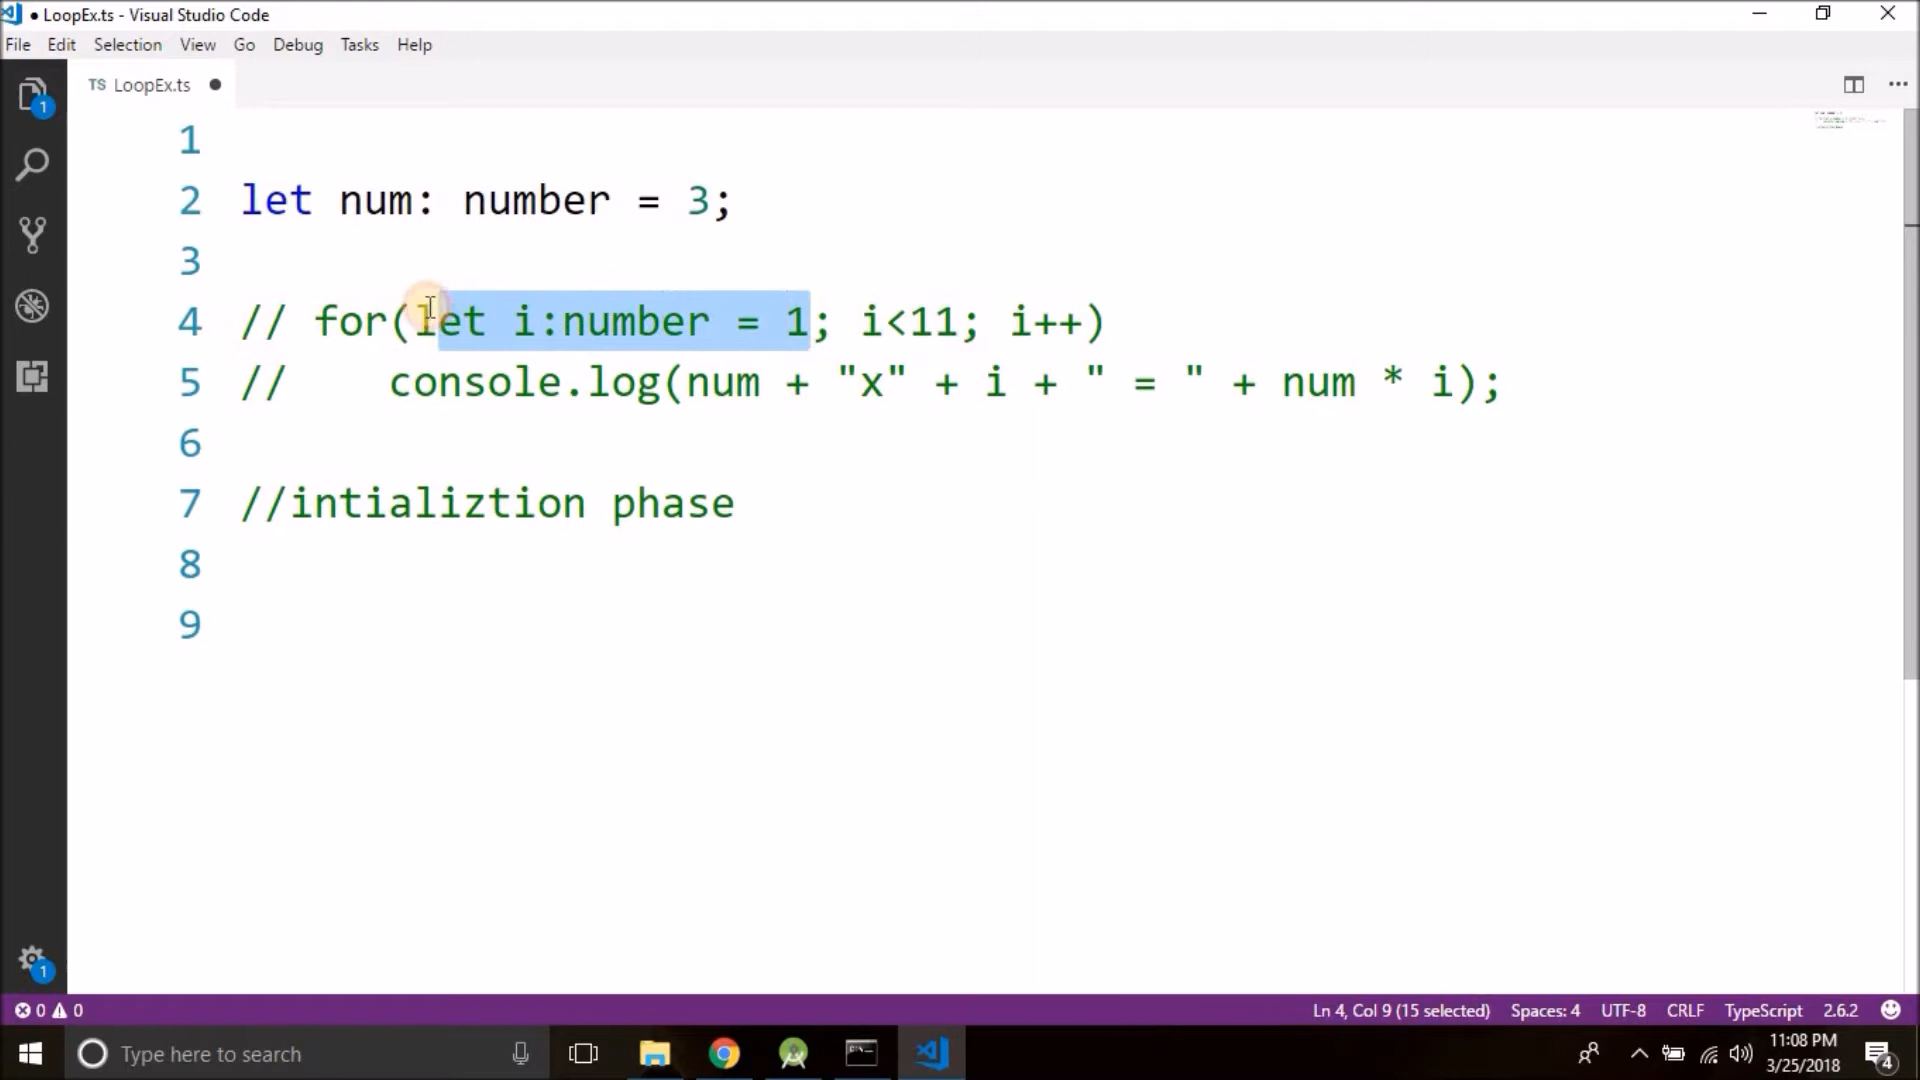 LoopEx.ts - Visual Studio Code
File Edit Selection View Go Debug Tasks Help
TS LoopEx.ts
1
1
2 let num: number = 3;
3
4 // for(let i:number = 1; i<11; i++)
5 //    console.log(num + "x" + i + " = " + num * i);
6
7 //intializtion phase
8
9
1
0 0 Ln 4, Col 9 (15 selected) Spaces: 4 UTF-8 CRLF TypeScript 2.6.2
Type here to search
11:08 PM
3/25/2018
4